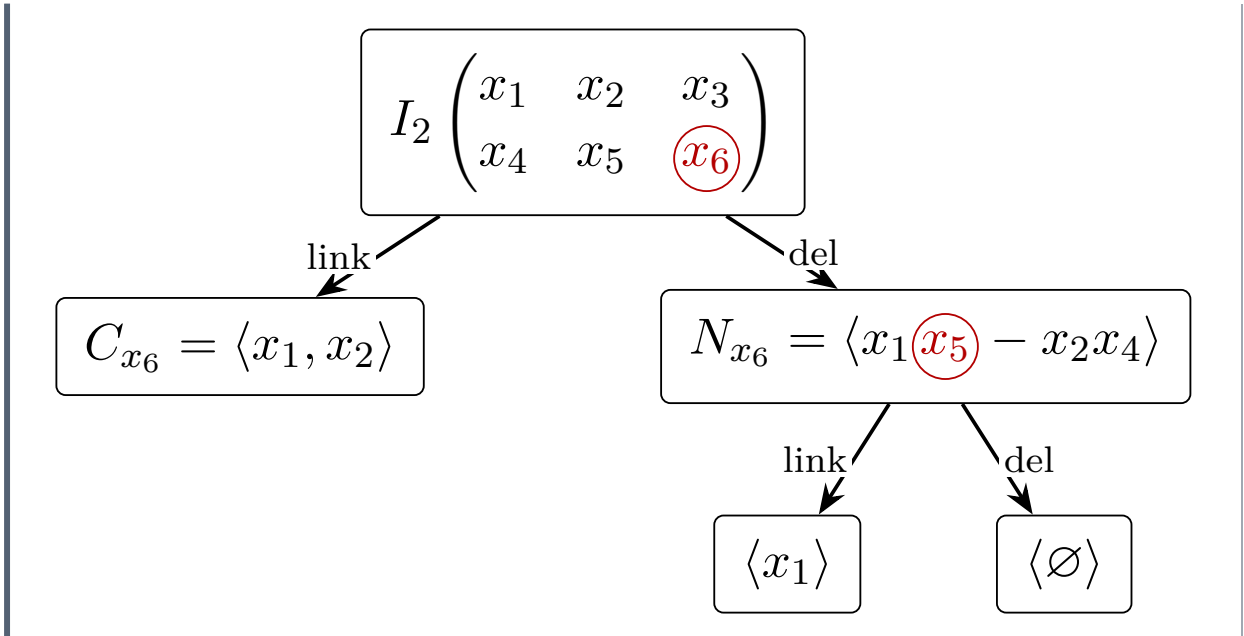 I₂ ( x₁ x₂ x₃
x₄ x₅ x₆ )
link
del
C_{x₆} = ⟨x₁, x₂⟩
N_{x₆} = ⟨x₁x₅ − x₂x₄⟩
link
del
⟨x₁⟩
⟨∅⟩